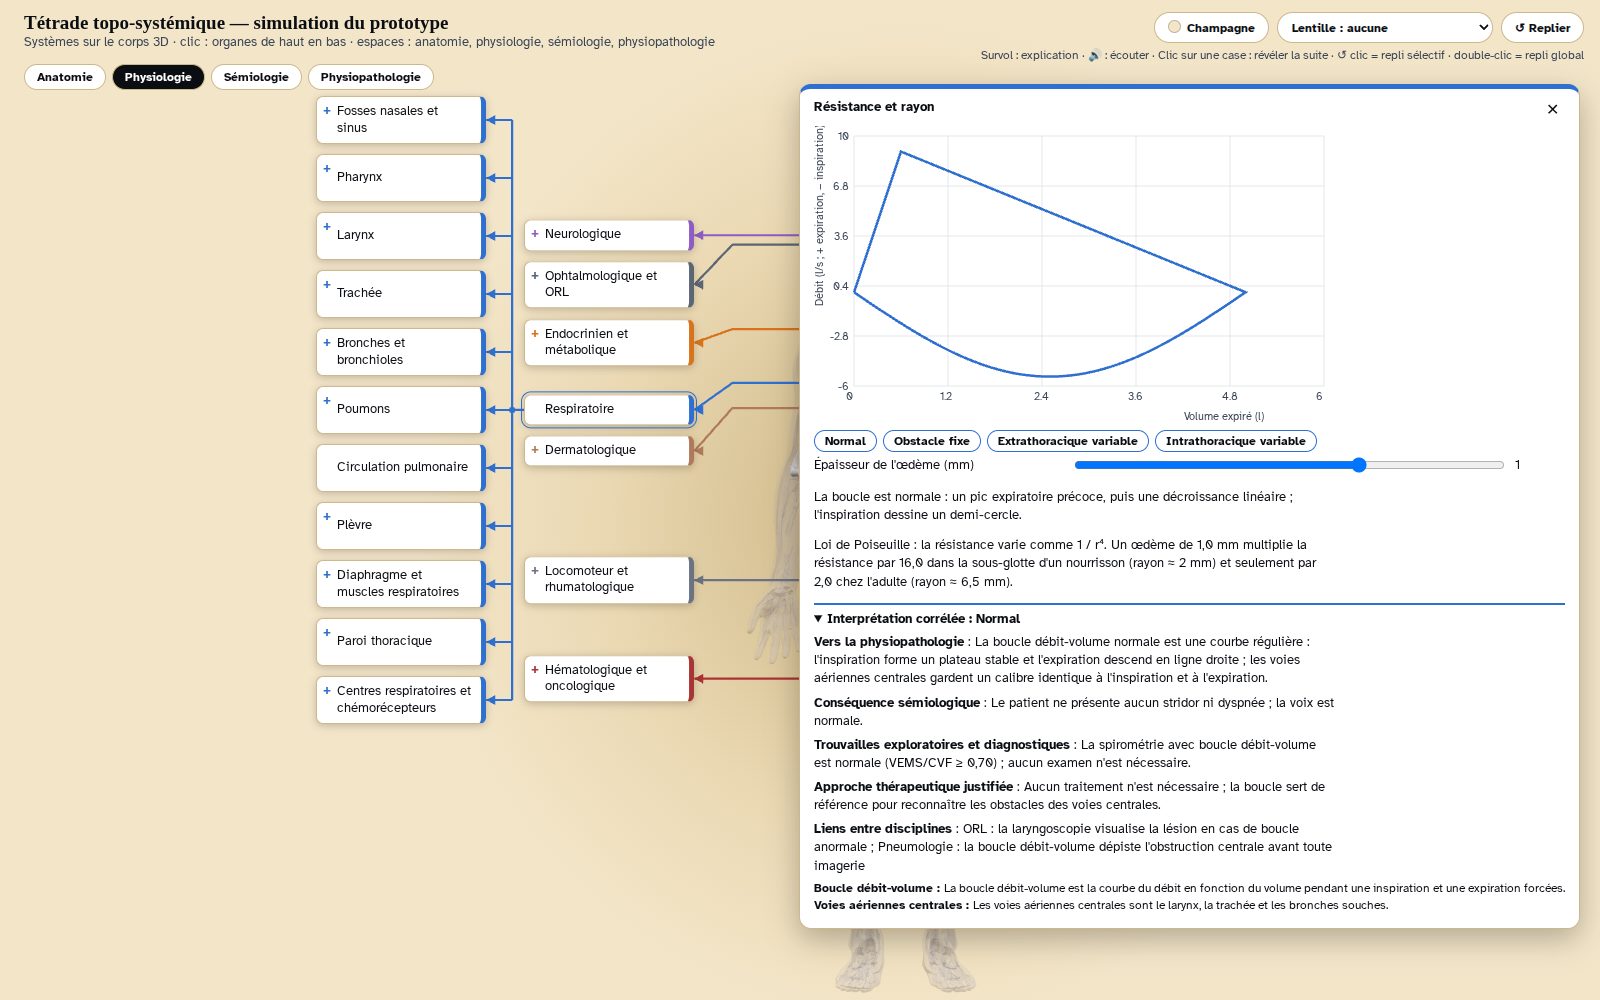 Tétrade topo-systémique — simulation du prototype
Systèmes sur le corps 3D · clic : organes de haut en bas · espaces : anatomie, physiologie, sémiologie, physiopathologie
Champagne
Lentille : aucune
↺ Replier
Survol : explication · 🔊 : écouter · Clic sur une case : révéler la suite · ↺ clic = repli sélectif · double-clic = repli global
Anatomie
Physiologie
Sémiologie
Physiopathologie
+ Fosses nasales et
sinus
+ Pharynx
+ Larynx
+ Trachée
+ Bronches et
bronchioles
+ Poumons
Circulation pulmonaire
+ Plèvre
+ Diaphragme et
muscles respiratoires
+ Paroi thoracique
+ Centres respiratoires et
chémorécepteurs
+ Neurologique
+ Ophtalmologique et
ORL
+ Endocrinien et
métabolique
Respiratoire
+ Dermatologique
+ Locomoteur et
rhumatologique
+ Hématologique et
oncologique
Résistance et rayon
✕
Débit (l/s ; + expiration, − inspiration)
10
6.8
3.6
0.4
-2.8
-6
0
1.2
2.4
3.6
4.8
6
Volume expiré (l)
Normal
Obstacle fixe
Extrathoracique variable
Intrathoracique variable
Épaisseur de l'œdème (mm)
1
La boucle est normale : un pic expiratoire précoce, puis une décroissance linéaire ;
l'inspiration dessine un demi-cercle.
Loi de Poiseuille : la résistance varie comme 1 / r⁴. Un œdème de 1,0 mm multiplie la
résistance par 16,0 dans la sous-glotte d'un nourrisson (rayon ≈ 2 mm) et seulement par
2,0 chez l'adulte (rayon ≈ 6,5 mm).
▼ Interprétation corrélée : Normal
Vers la physiopathologie : La boucle débit-volume normale est une courbe régulière :
l'inspiration forme un plateau stable et l'expiration descend en ligne droite ; les voies
aériennes centrales gardent un calibre identique à l'inspiration et à l'expiration.
Conséquence sémiologique : Le patient ne présente aucun stridor ni dyspnée ; la voix est
normale.
Trouvailles exploratoires et diagnostiques : La spirométrie avec boucle débit-volume
est normale (VEMS/CVF ≥ 0,70) ; aucun examen n'est nécessaire.
Approche thérapeutique justifiée : Aucun traitement n'est nécessaire ; la boucle sert de
référence pour reconnaître les obstacles des voies centrales.
Liens entre disciplines : ORL : la laryngoscopie visualise la lésion en cas de boucle
anormale ; Pneumologie : la boucle débit-volume dépiste l'obstruction centrale avant toute
imagerie
Boucle débit-volume : La boucle débit-volume est la courbe du débit en fonction du volume pendant une inspiration et une expiration forcées.
Voies aériennes centrales : Les voies aériennes centrales sont le larynx, la trachée et les bronches souches.